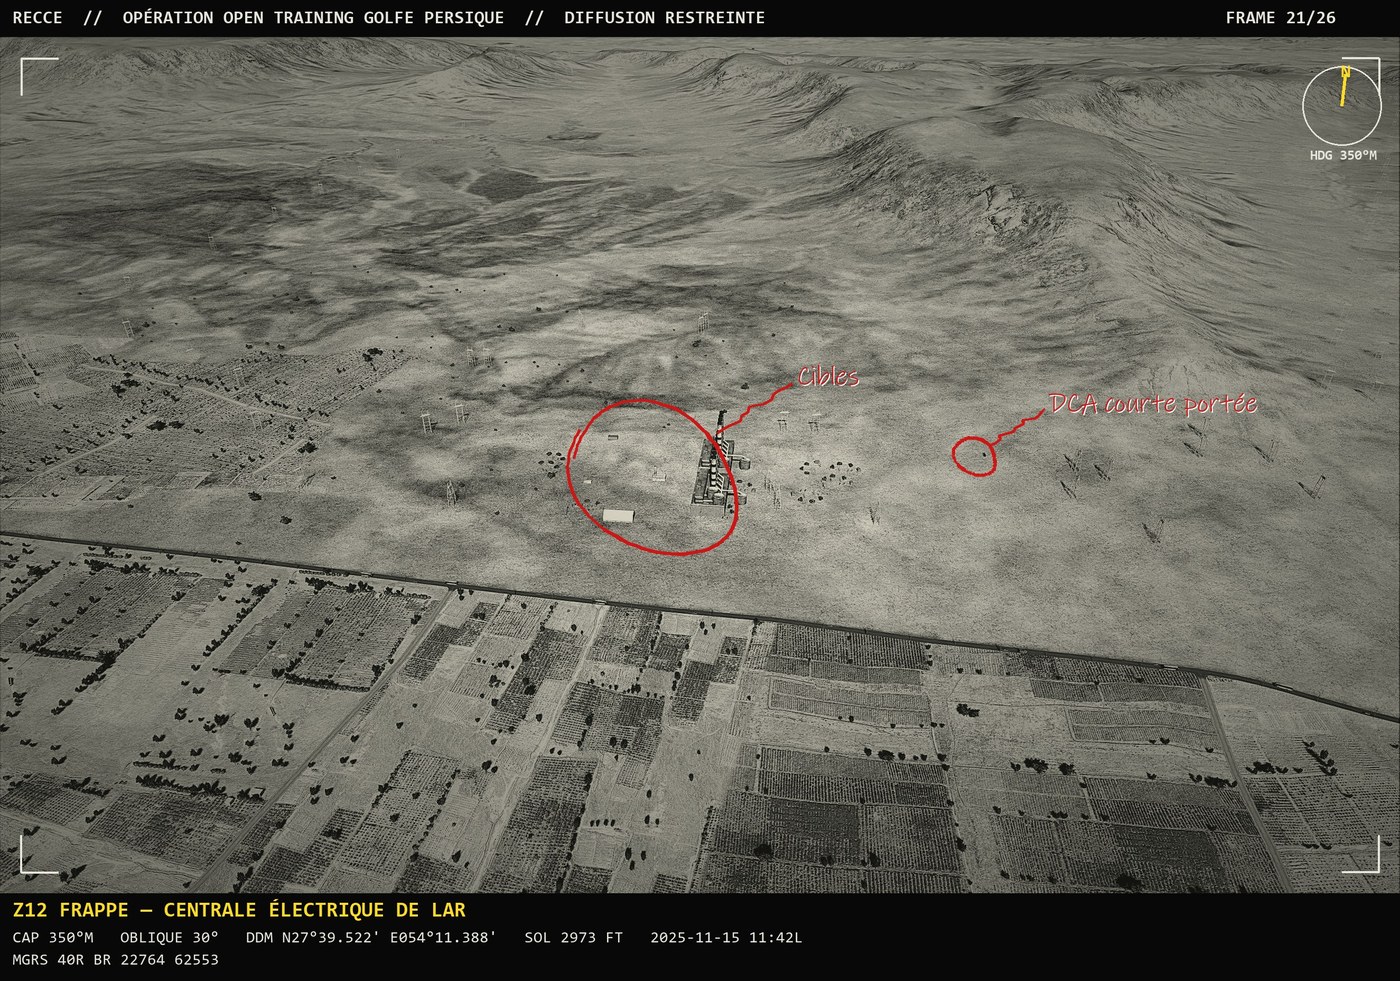 RECCE // OPÉRATION OPEN TRAINING GOLFE PERSIQUE // DIFFUSION RESTREINTE FRAME 21/26
N
HDG 350°M
Cibles
DCA courte portée
Z12 FRAPPE — CENTRALE ÉLECTRIQUE DE LAR
CAP 350°M OBLIQUE 30° DDM N27°39.522' E054°11.388' SOL 2973 FT 2025-11-15 11:42L
MGRS 40R BR 22764 62553